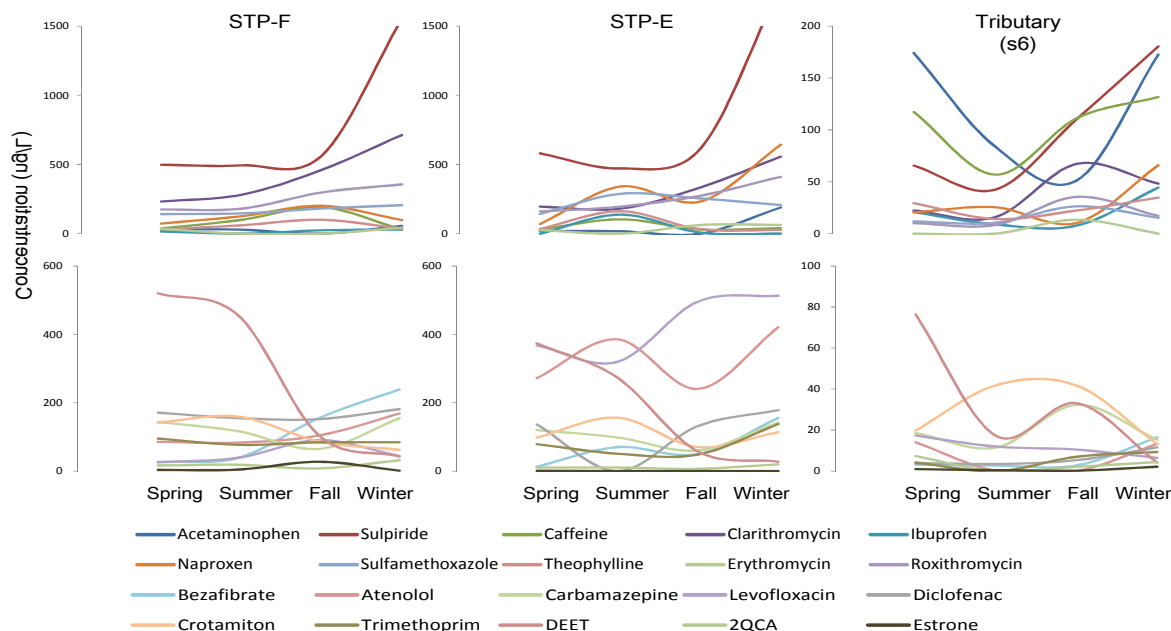 STP-F
STP-E
Tributary
(s6)
Concentration (ng/L)
1500
1000
500
0
1500
1000
500
0
200
150
100
50
0
600
400
200
0
600
400
200
0
100
80
60
40
20
0
Spring Summer Fall Winter
Spring Summer Fall Winter
Spring Summer Fall Winter
Acetaminophen Sulpiride Caffeine Clarithromycin Ibuprofen
Naproxen Sulfamethoxazole Theophylline Erythromycin Roxithromycin
Bezafibrate Atenolol Carbamazepine Levofloxacin Diclofenac
Crotamiton Trimethoprim DEET 2QCA Estrone